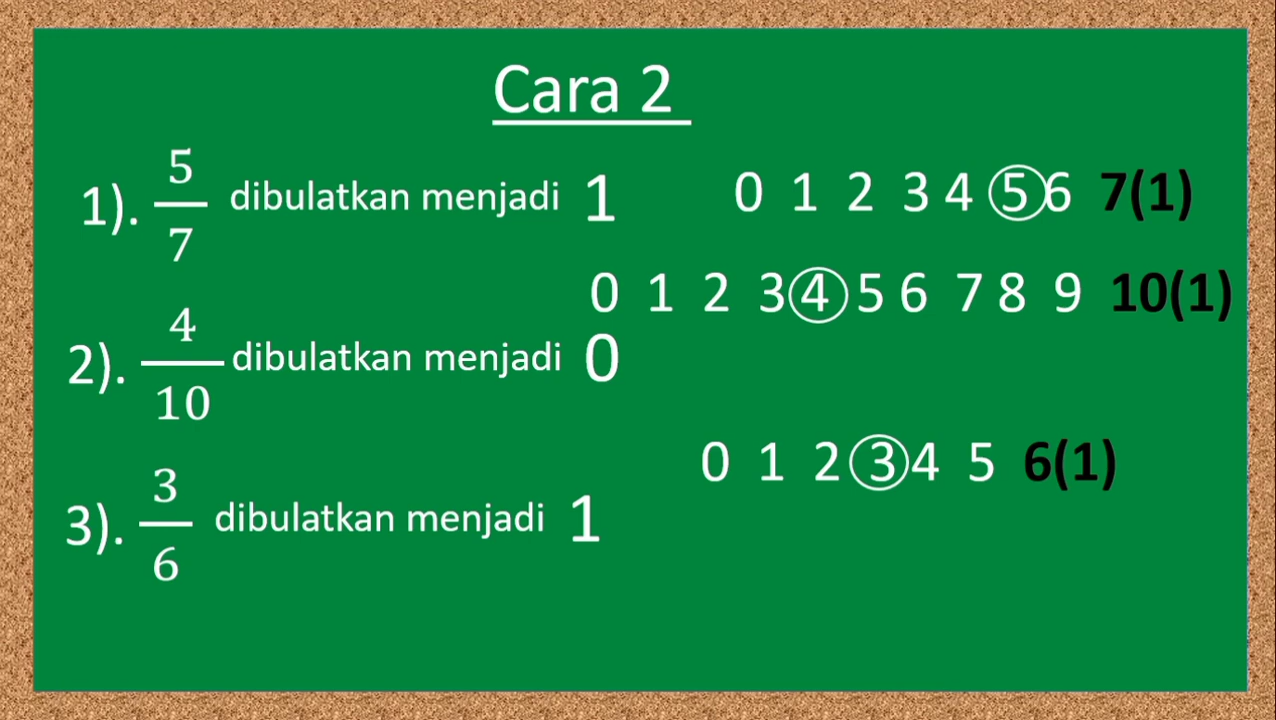 Cara 2
1). 5/7 dibulatkan menjadi 1 0 1 2 3 4 5 6 7(1)
0 1 2 3 4 5 6 7 8 9 10(1)
2). 4/10 dibulatkan menjadi 0
0 1 2 3 4 5 6(1)
3). 3/6 dibulatkan menjadi 1